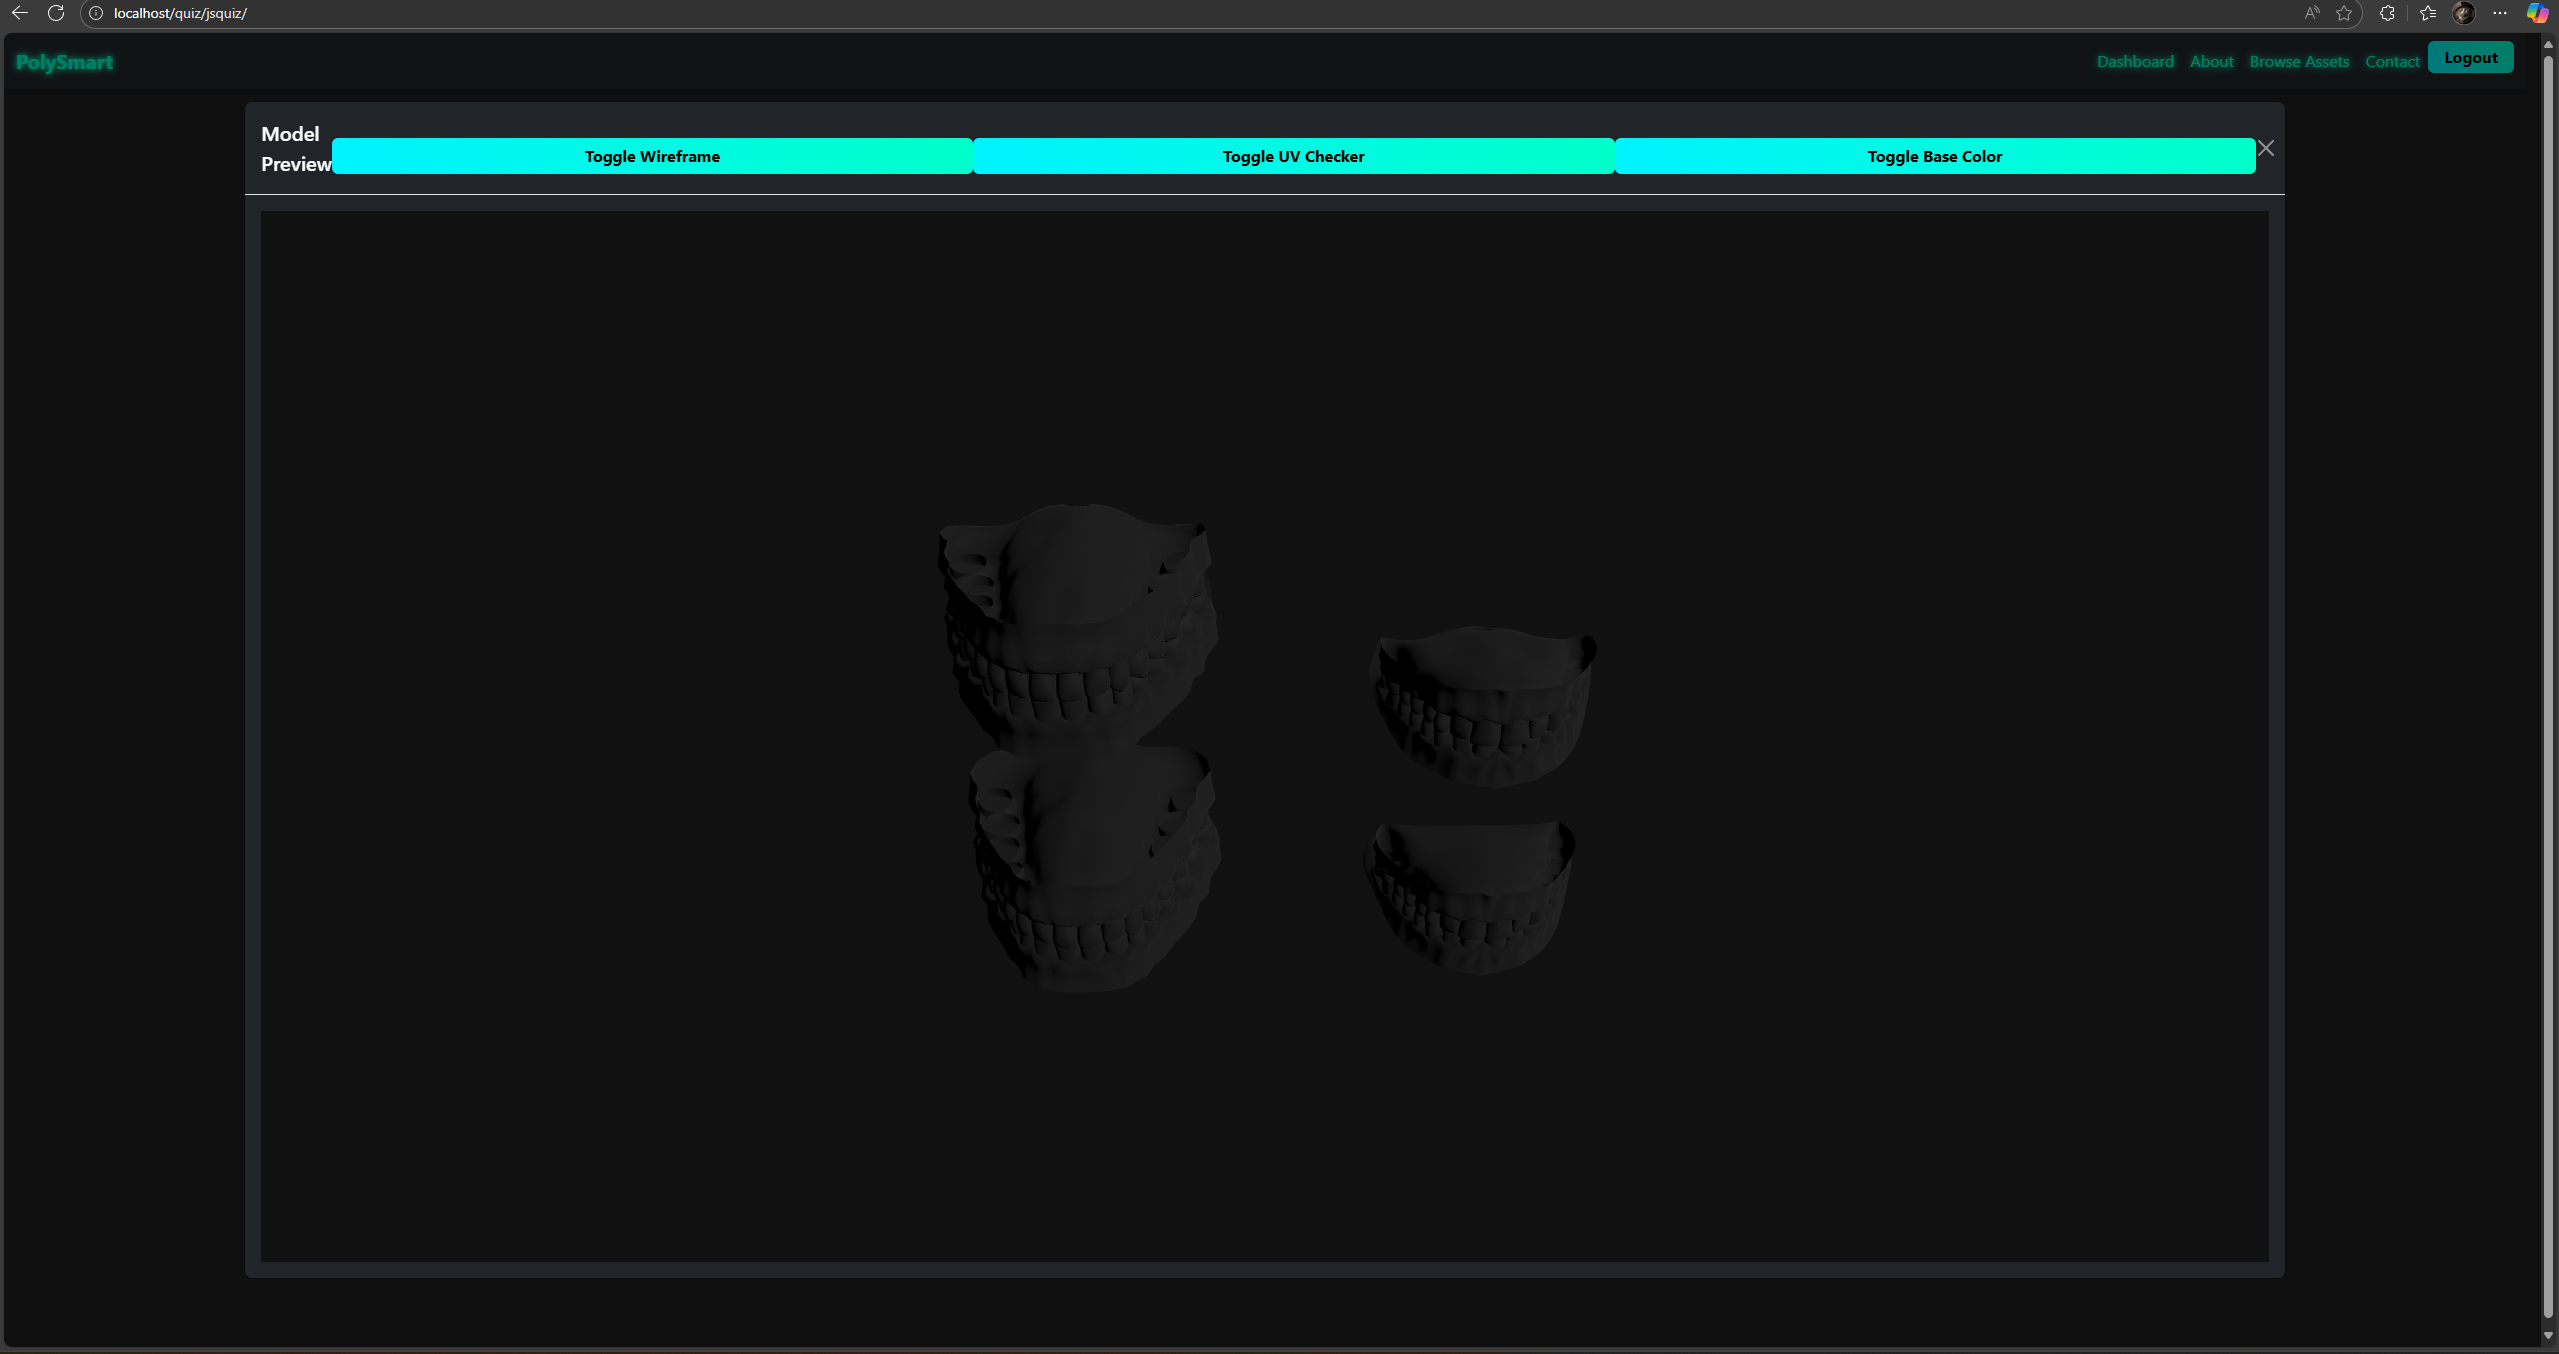 localhost/quiz/jsquiz/
PolySmart
Dashboard About Browse Assets Contact Logout
Model
Preview
Toggle Wireframe Toggle UV Checker Toggle Base Color